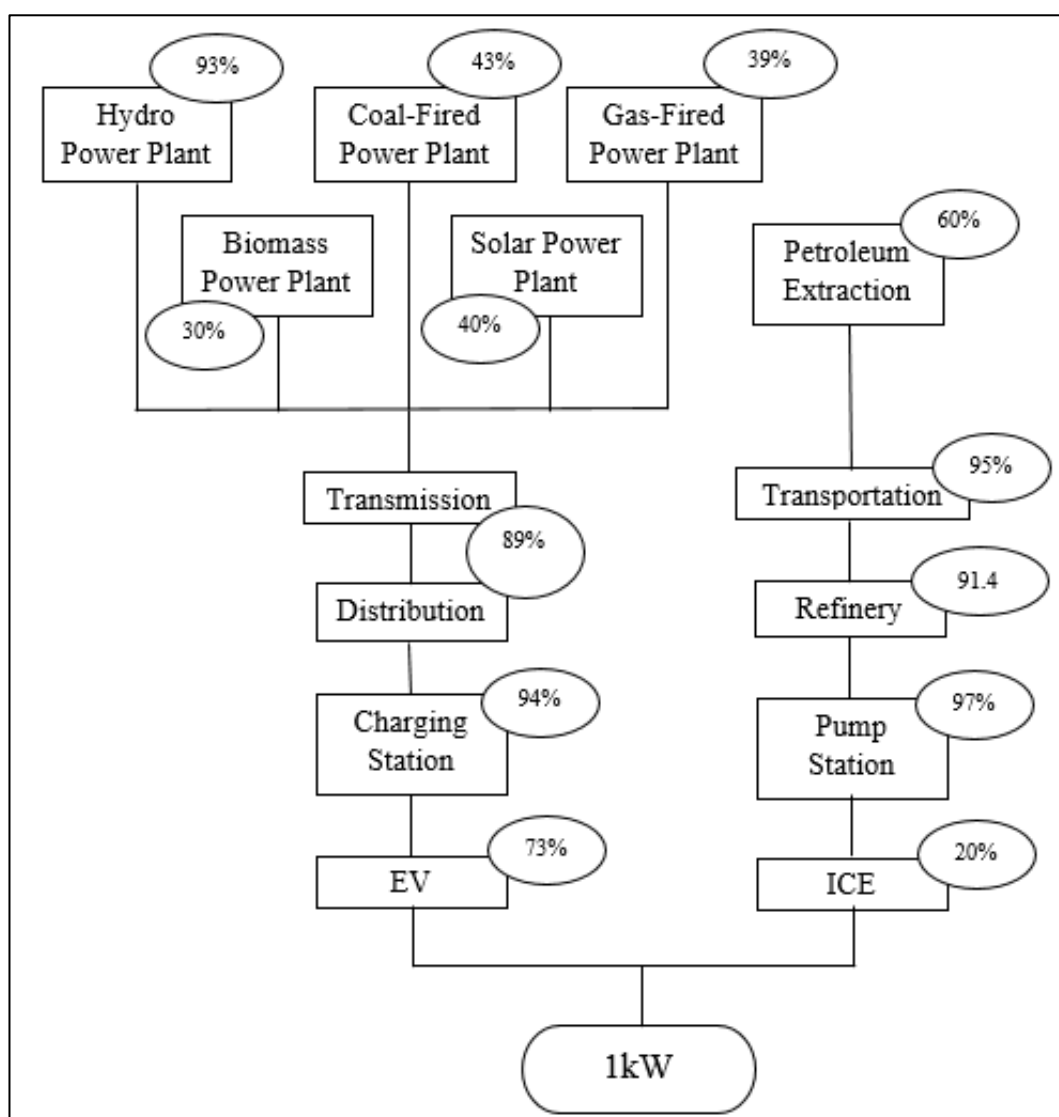 93%
43%
39%
Hydro
Power Plant
Coal-Fired
Power Plant
Gas-Fired
Power Plant
Biomass
Power Plant
30%
Solar Power
Plant
40%
60%
Petroleum
Extraction
Transmission
89%
Distribution
94%
Charging
Station
73%
EV
95%
Transportation
91.4
Refinery
97%
Pump
Station
20%
ICE
1kW